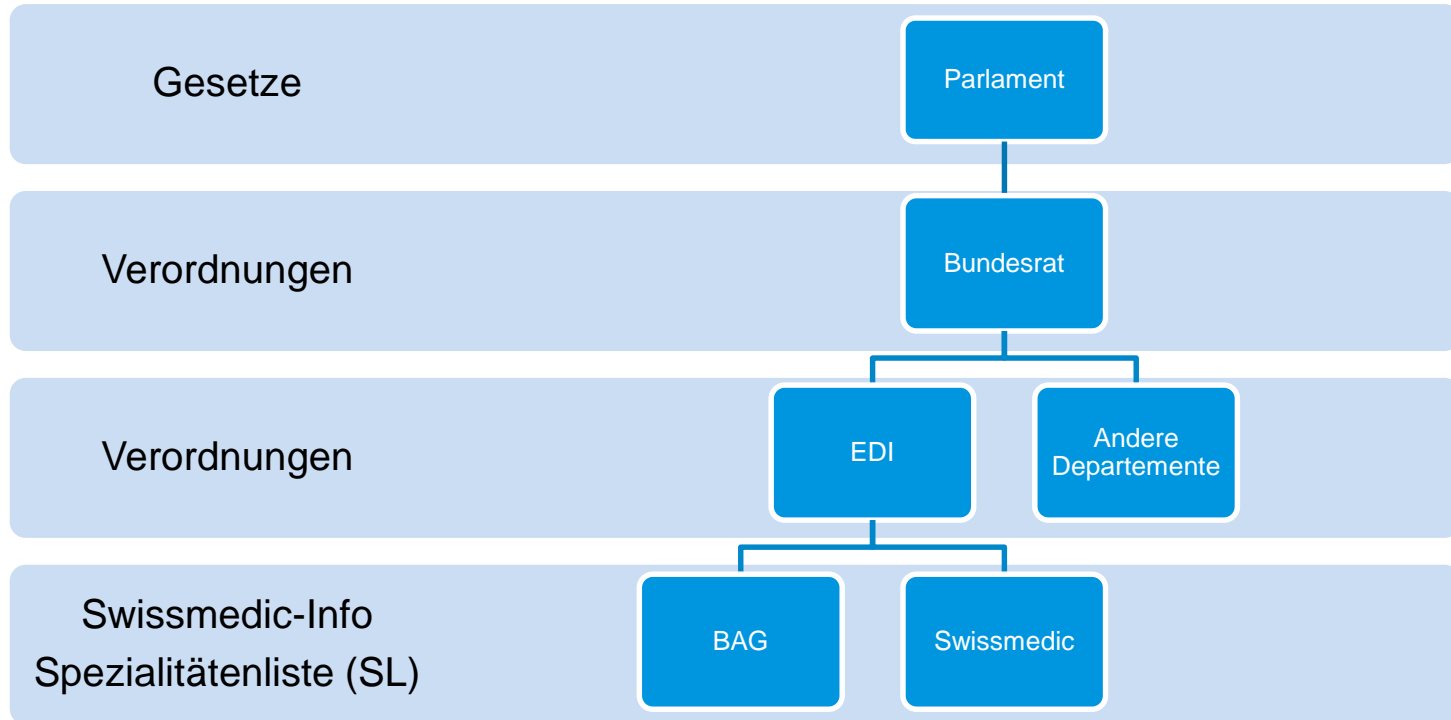 Gesetze
Parlament
Verordnungen
Bundesrat
Verordnungen
EDI
Andere
Departemente
Swissmedic-Info
Spezialitätenliste (SL)
BAG
Swissmedic